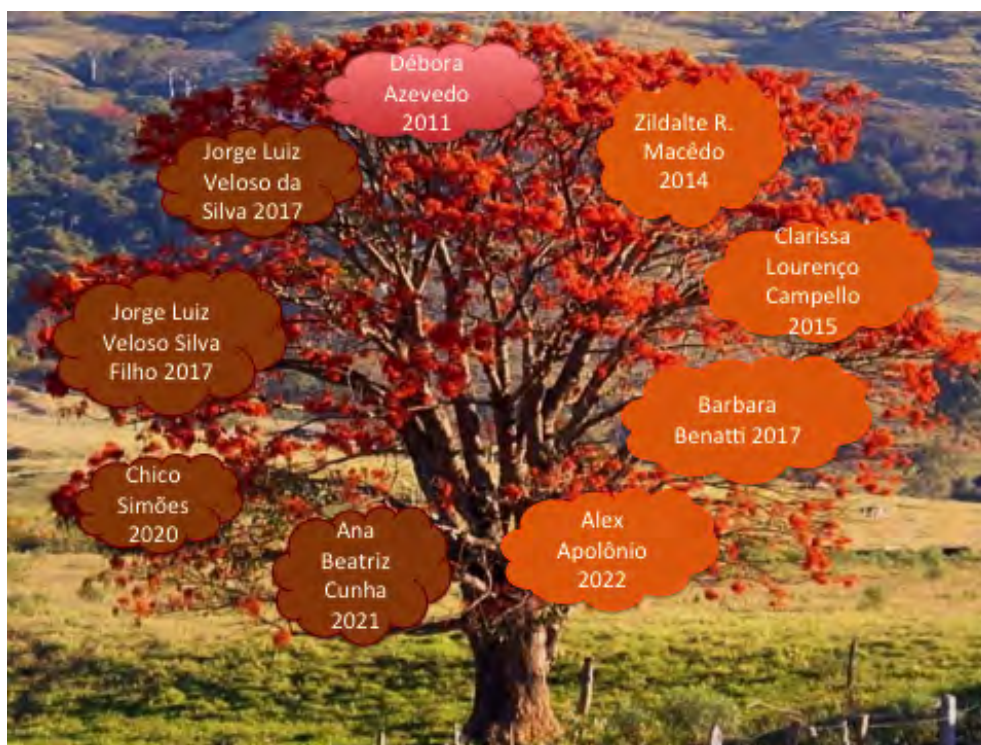 Débora
Azevedo
2011
Zildalte R.
Macêdo
2014
Jorge Luiz
Veloso da
Silva 2017
Clarissa
Lourenço
Campello
2015
Jorge Luiz
Veloso Silva
Filho 2017
Barbara
Benatti 2017
Chico
Simões
2020
Ana
Beatriz
Cunha
2021
Alex
Apolônio
2022